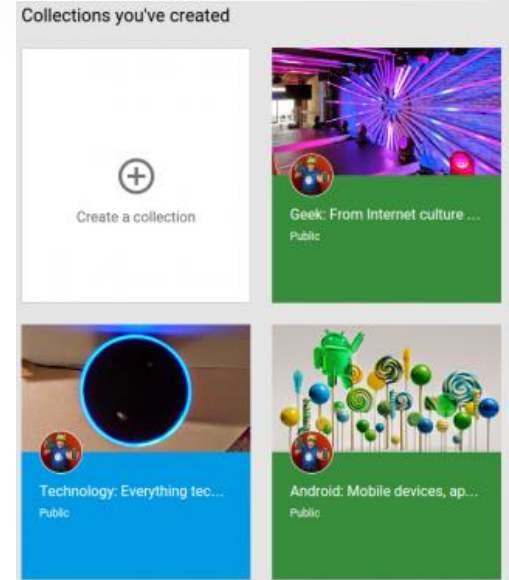 Collections you've created
Create a collection
Geek: From Internet culture ...
Public
Technology: Everything tec...
Public
Android: Mobile devices, ap...
Public